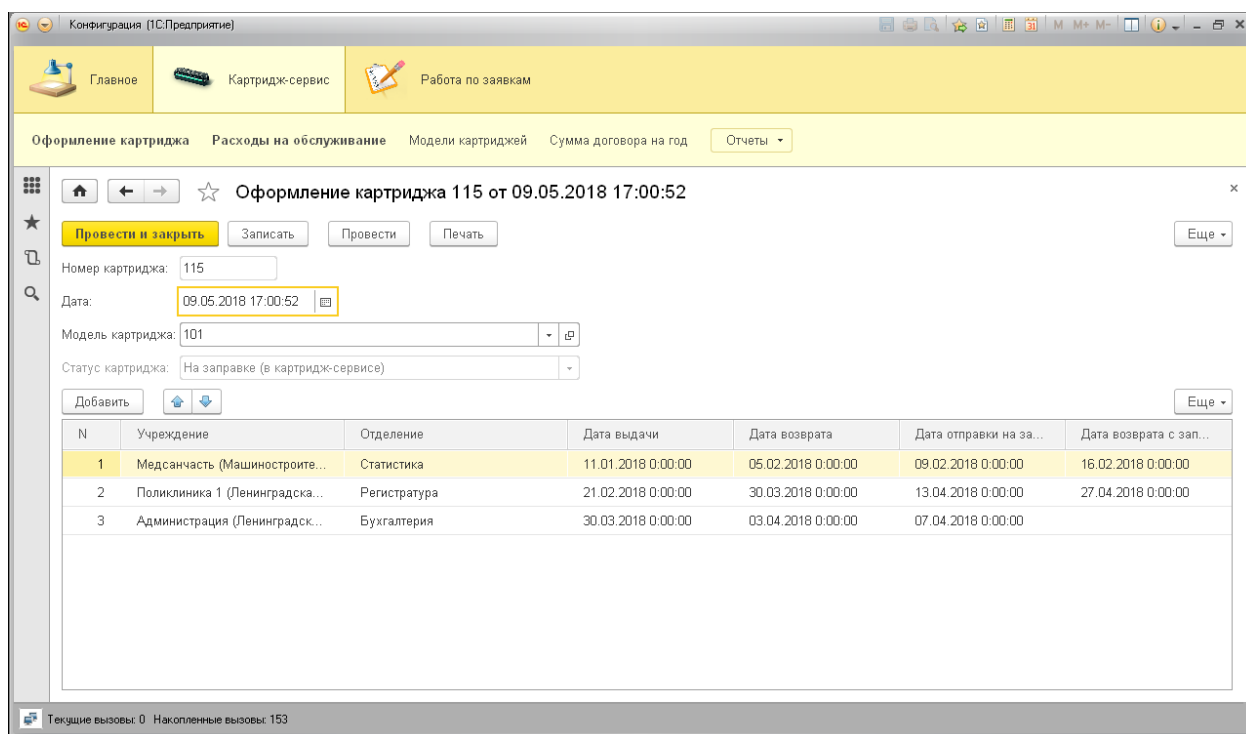 Конфигурация (1С:Предприятие)
M M+ M-
Главное Картридж-сервис Работа по заявкам
Оформление картриджа Расходы на обслуживание Модели картриджей Сумма договора на год Отчеты
Оформление картриджа 115 от 09.05.2018 17:00:52
Провести и закрыть Записать Провести Печать Еще
Номер картриджа: 115
Дата: 09.05.2018 17:00:52
Модель картриджа: 101
Статус картриджа: На заправке (в картридж-сервисе)
Добавить Еще
N Учреждение Отделение Дата выдачи Дата возврата Дата отправки на за... Дата возврата с зап...
1 Медсанчасть (Машиностроите... Статистика 11.01.2018 0:00:00 05.02.2018 0:00:00 09.02.2018 0:00:00 16.02.2018 0:00:00
2 Поликлиника 1 (Ленинградска... Регистратура 21.02.2018 0:00:00 30.03.2018 0:00:00 13.04.2018 0:00:00 27.04.2018 0:00:00
3 Администрация (Ленинградск... Бухгалтерия 30.03.2018 0:00:00 03.04.2018 0:00:00 07.04.2018 0:00:00
Текущие вызовы: 0 Накопленные вызовы: 153